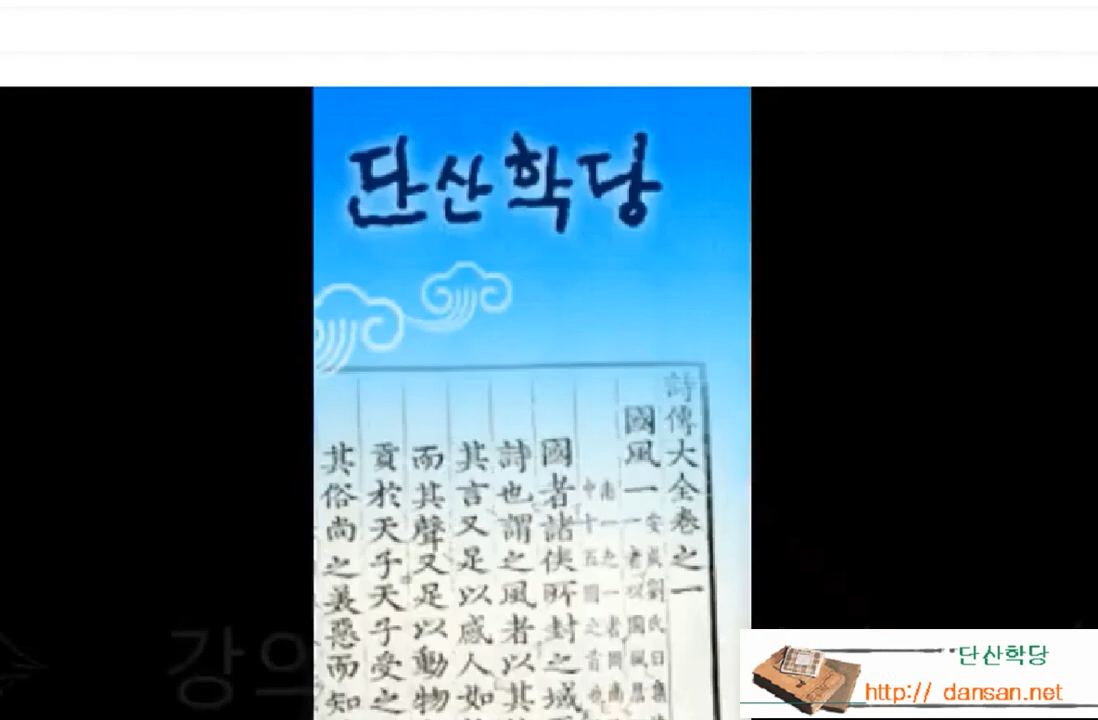 단산학당
詩傳大全卷之一
國風一
國者諸侯所封之域
詩也謂之風者以其
其言又足以感人如
而其聲又足以動物
貢於天子天子受之
其俗尚之美惡而知
강의
단산학당
http:// dansan.net